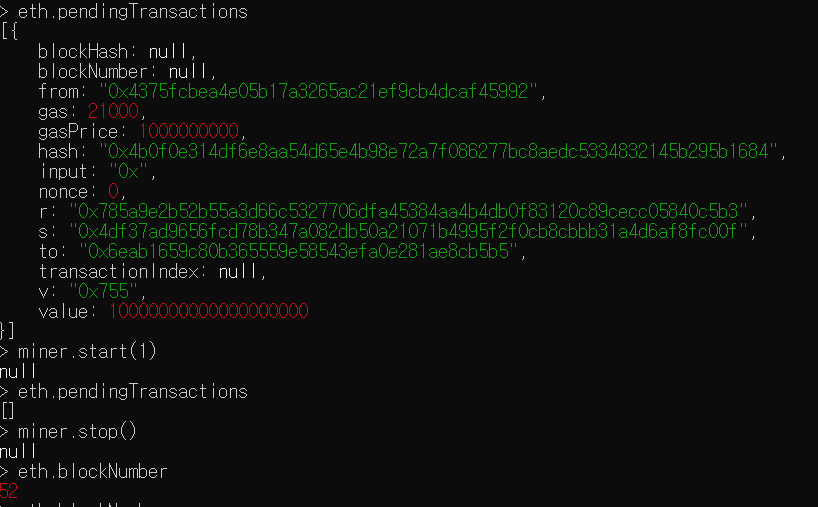 > eth.pendingTransactions
[{
blockHash: null,
blockNumber: null,
from: "0x4375fcbea4e05b17a3265ac21ef9cb4dcaf45992",
gas: 21000,
gasPrice: 1000000000,
hash: "0x4b0f0e314df6e8aa54d65e4b98e72a7f086277bc8aedc5334832145b295b1684",
input: "0x",
nonce: 0,
r: "0x785a9e2b52b55a3d66c5327706dfa45384aa4b4db0f83120c89cecc05840c5b3",
s: "0x4df37ad9656fcd78b347a082db50a21071b4995f2f0cb8cbbb31a4d6af8fc00f",
to: "0x6eab1659c80b365559e58543efa0e281ae8cb5b5",
transactionIndex: null,
v: "0x755",
value: 10000000000000000000
}]
> miner.start(1)
null
> eth.pendingTransactions
[]
> miner.stop()
null
> eth.blockNumber
52